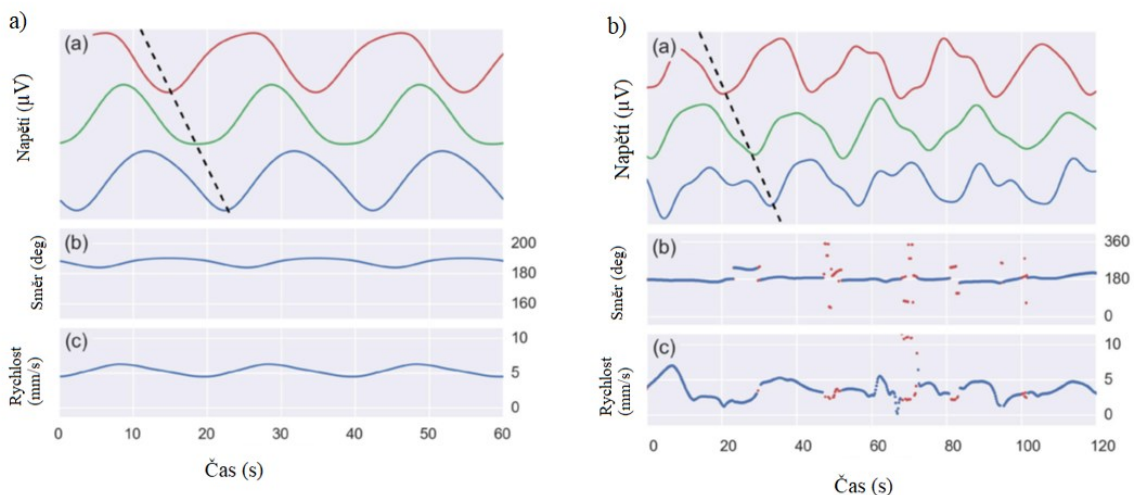 a)
(a)
Napětí (µV)
(b)
200
180
160
Směr (deg)
(c)
10
5
0
Rychlost
(mm/s)
0 10 20 30 40 50 60
Čas (s)
b)
(a)
Napětí (µV)
(b)
360
180
0
Směr (deg)
(c)
10
5
0
Rychlost
(mm/s)
0 20 40 60 80 100 120
Čas (s)